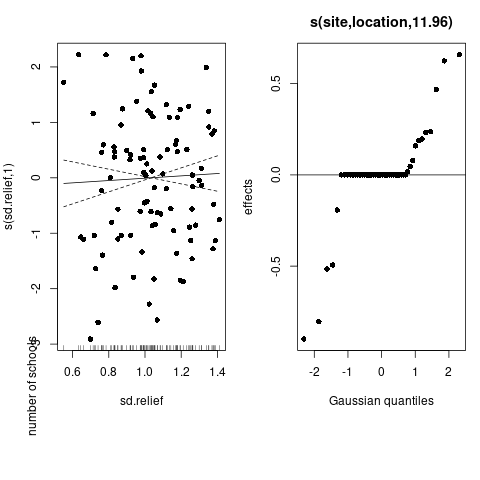 s(site,location,11.96)
s(sd.relief,1)
2
1
0
-1
-2
-3
number of schools
0.6 0.8 1.0 1.2 1.4
sd.relief
effects
0.5
0.0
-0.5
-2 -1 0 1 2
Gaussian quantiles